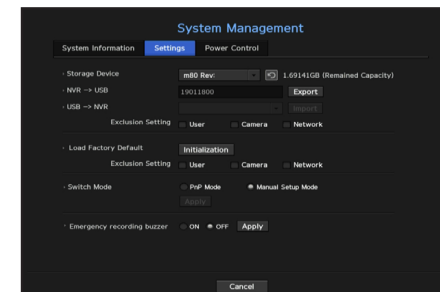 System Management
System Information Settings Power Control
· Storage Device m80 Rev: 1.69141GB (Remained Capacity)
· NVR -> USB 19011800 Export
· USB -> NVR Import
Exclusion Setting User Camera Network
· Load Factory Default Initialization
Exclusion Setting User Camera Network
· Switch Mode PnP Mode Manual Setup Mode
Apply
· Emergency recording buzzer ON OFF Apply
Cancel